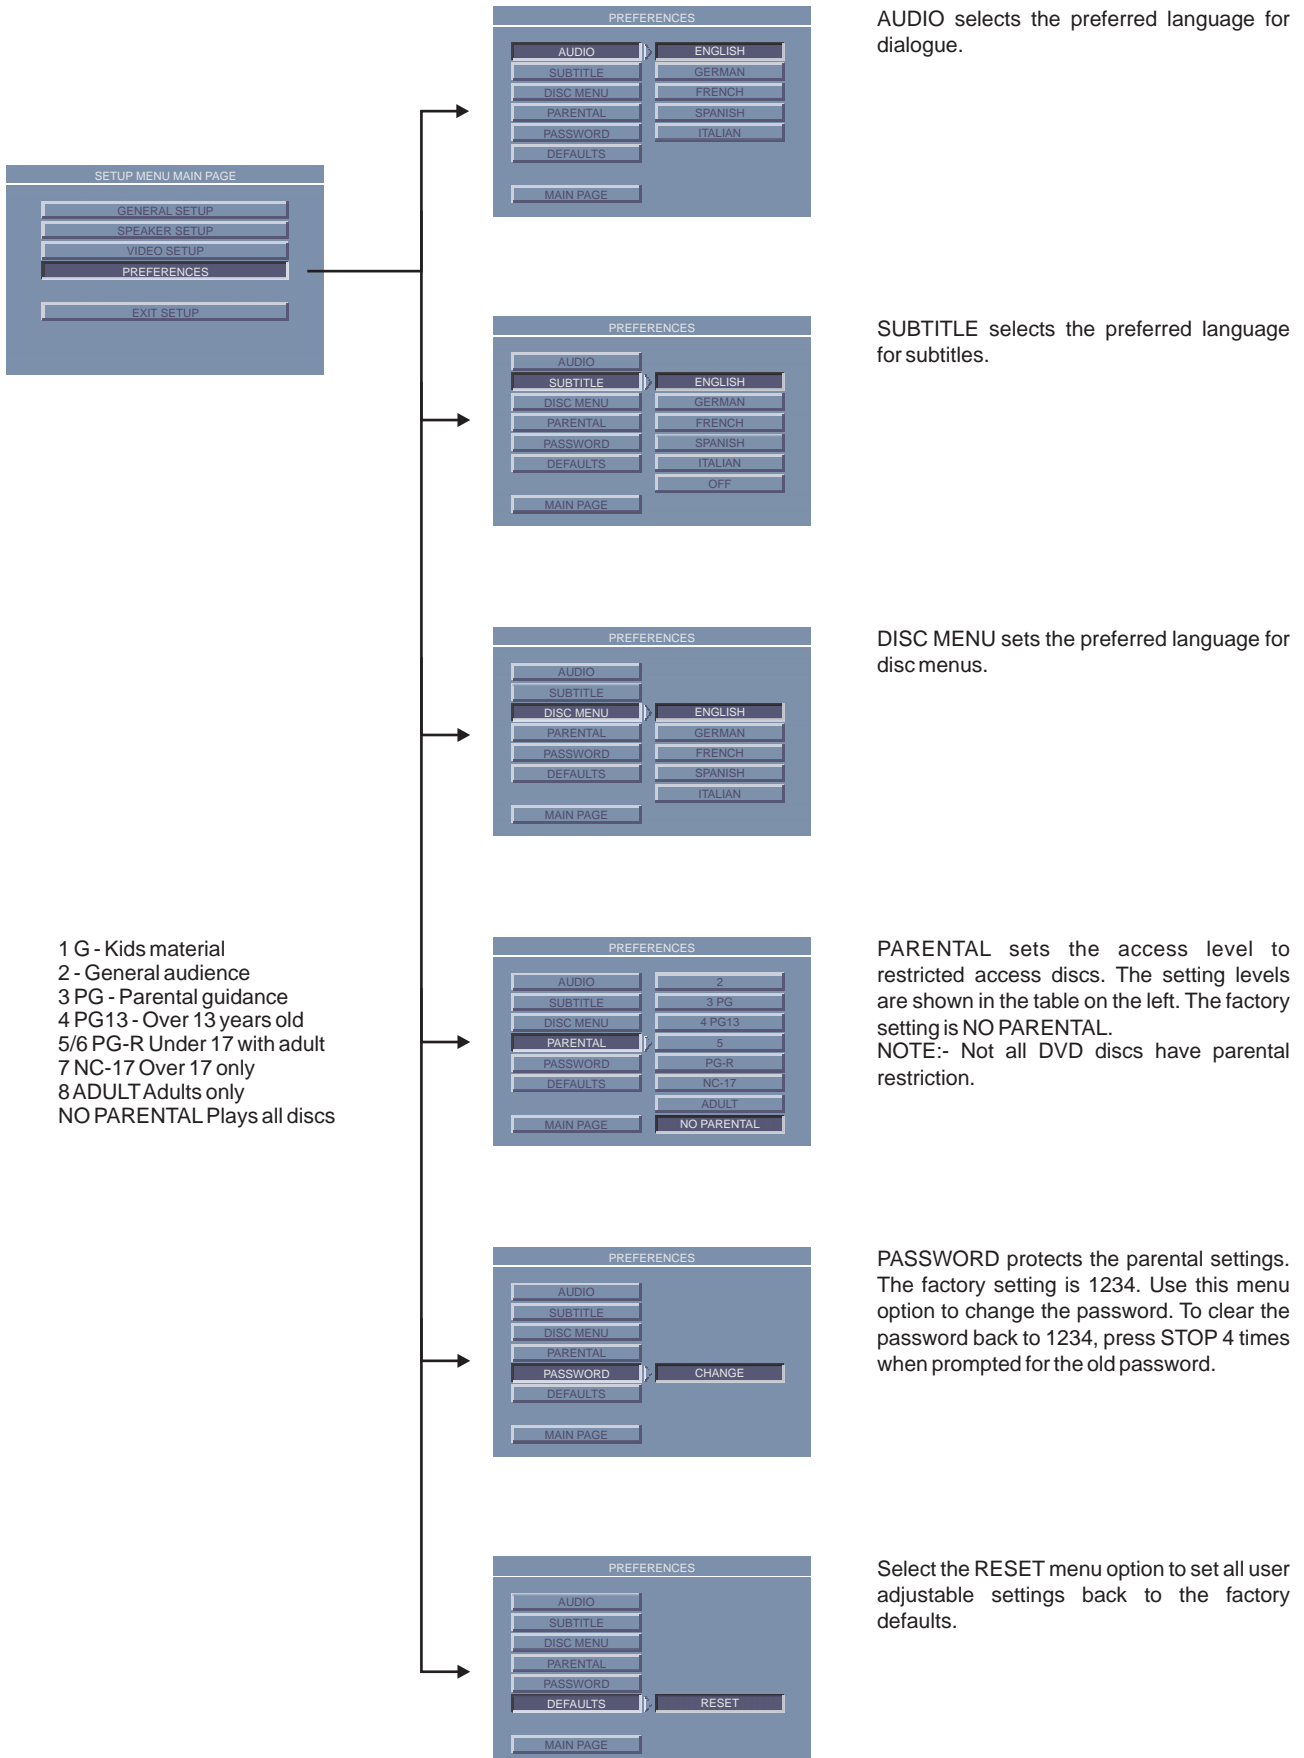 SETUP MENU MAIN PAGE
GENERAL SETUP
SPEAKER SETUP
VIDEO SETUP
PREFERENCES
EXIT SETUP
PREFERENCES
AUDIO
ENGLISH
SUBTITLE
GERMAN
DISC MENU
FRENCH
PARENTAL
SPANISH
PASSWORD
ITALIAN
DEFAULTS
MAIN PAGE
AUDIO selects the preferred language for
dialogue.
PREFERENCES
AUDIO
SUBTITLE
ENGLISH
DISC MENU
GERMAN
PARENTAL
FRENCH
PASSWORD
SPANISH
DEFAULTS
ITALIAN
OFF
MAIN PAGE
SUBTITLE selects the preferred language
for subtitles.
PREFERENCES
AUDIO
SUBTITLE
DISC MENU
ENGLISH
PARENTAL
GERMAN
PASSWORD
FRENCH
DEFAULTS
SPANISH
ITALIAN
MAIN PAGE
DISC MENU sets the preferred language for
disc menus.
1 G - Kids material
2 - General audience
3 PG - Parental guidance
4 PG13 - Over 13 years old
5/6 PG-R Under 17 with adult
7 NC-17 Over 17 only
8 ADULT Adults only
NO PARENTAL Plays all discs
PREFERENCES
AUDIO
2
SUBTITLE
3 PG
DISC MENU
4 PG13
PARENTAL
5
PASSWORD
PG-R
DEFAULTS
NC-17
ADULT
MAIN PAGE
NO PARENTAL
PARENTAL sets the access level to
restricted access discs. The setting levels
are shown in the table on the left. The factory
setting is NO PARENTAL.
NOTE:- Not all DVD discs have parental
restriction.
PREFERENCES
AUDIO
SUBTITLE
DISC MENU
PARENTAL
PASSWORD
CHANGE
DEFAULTS
MAIN PAGE
PASSWORD protects the parental settings.
The factory setting is 1234. Use this menu
option to change the password. To clear the
password back to 1234, press STOP 4 times
when prompted for the old password.
PREFERENCES
AUDIO
SUBTITLE
DISC MENU
PARENTAL
PASSWORD
DEFAULTS
RESET
MAIN PAGE
Select the RESET menu option to set all user
adjustable settings back to the factory
defaults.